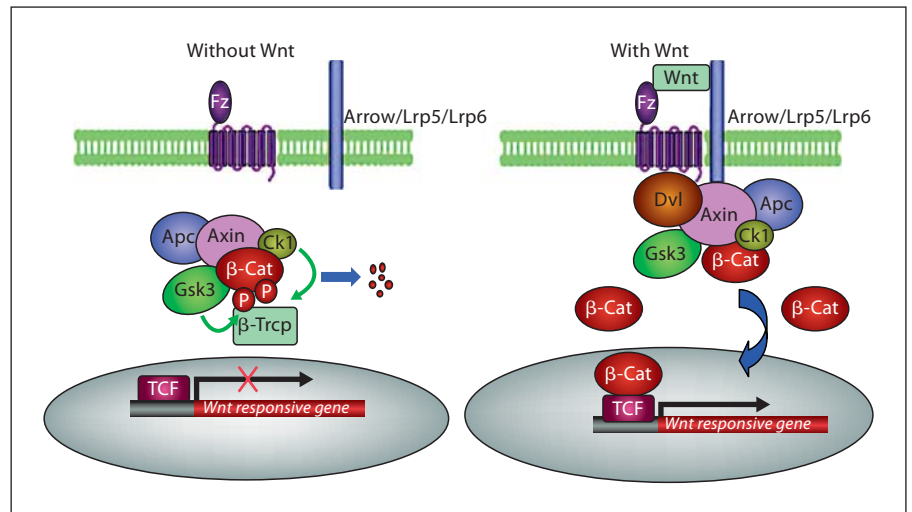 Without Wnt
Fz
Arrow/Lrp5/Lrp6
Apc
Axin
Ck1
β-Cat
Gsk3
P
P
β-Trcp
TCF
Wnt responsive gene
With Wnt
Wnt
Fz
Arrow/Lrp5/Lrp6
Dvl
Axin
Apc
Ck1
Gsk3
β-Cat
β-Cat
β-Cat
β-Cat
TCF
Wnt responsive gene